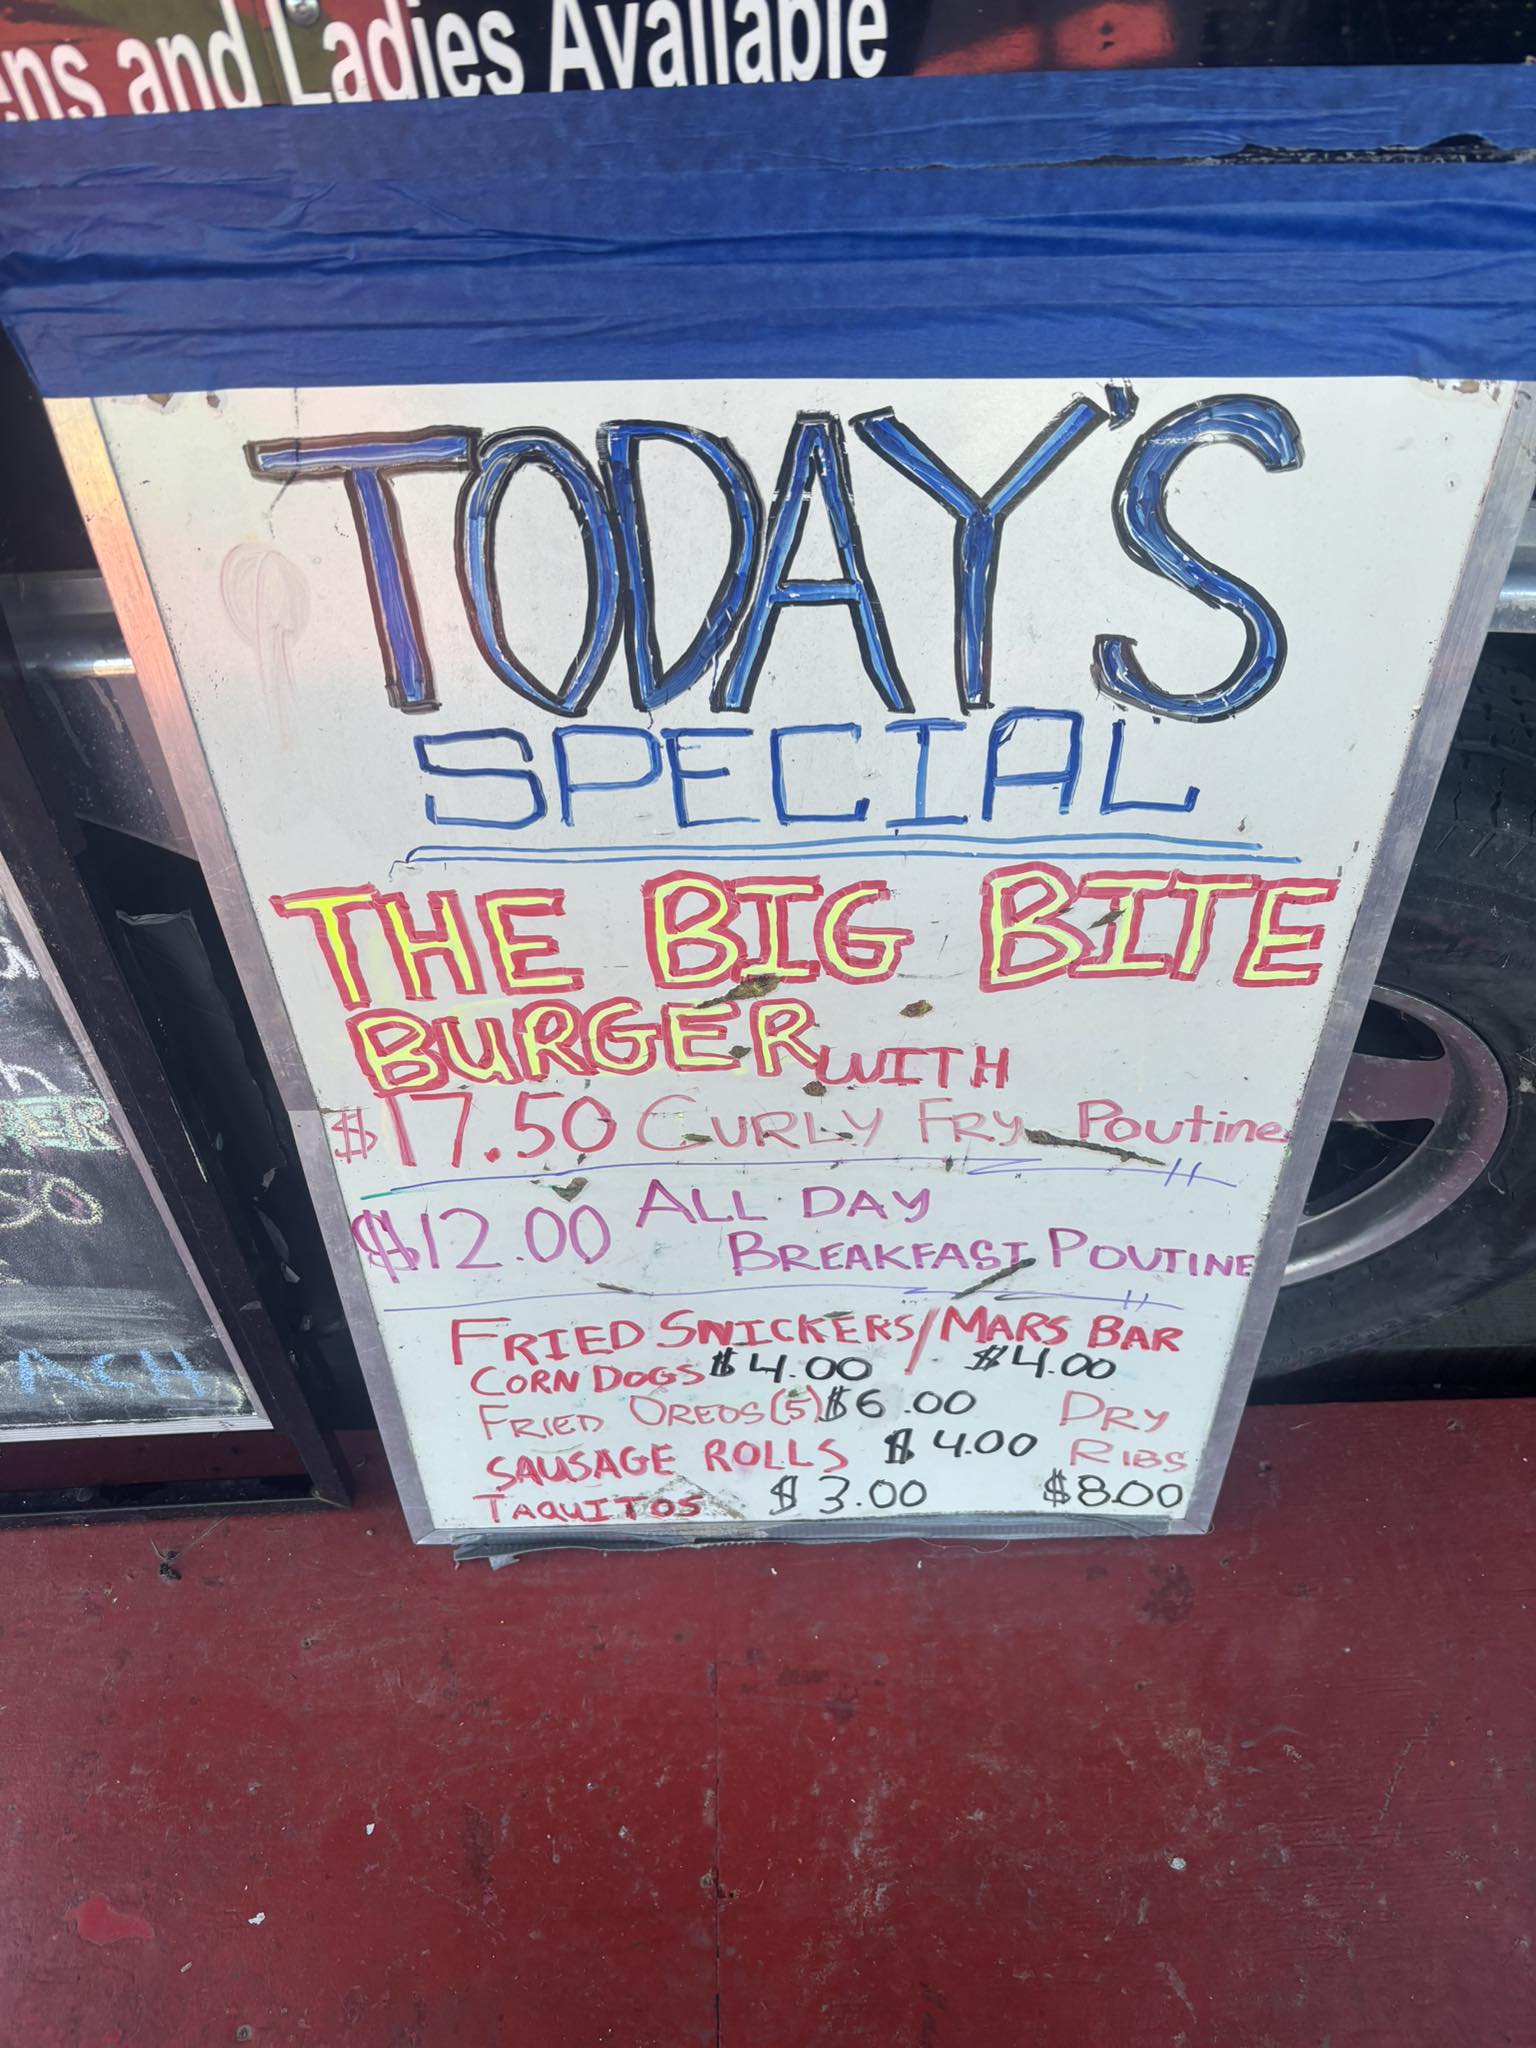 ens and Ladies Available
TODAY'S
SPECIAL
THE BIG BITE
BURGER WITH
$17.50 CURLY FRY Poutine
$12.00 ALL DAY
BREAKFAST POUTINE
FRIED SNICKERS/MARS BAR
CORN DOGS $4.00 / $4.00
FRIED OREOS (5) $6.00 DRY
SAUSAGE ROLLS $4.00 RIBS
TAQUITOS $3.00 $8.00
ACH